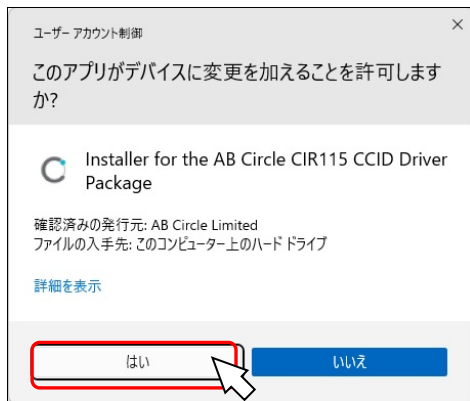 ユーザー アカウント制御
×
このアプリがデバイスに変更を加えることを許可します
か?
Installer for the AB Circle CIR115 CCID Driver
Package
確認済みの発行元: AB Circle Limited
ファイルの入手先: このコンピューター上のハード ドライブ
詳細を表示
はい
いいえ